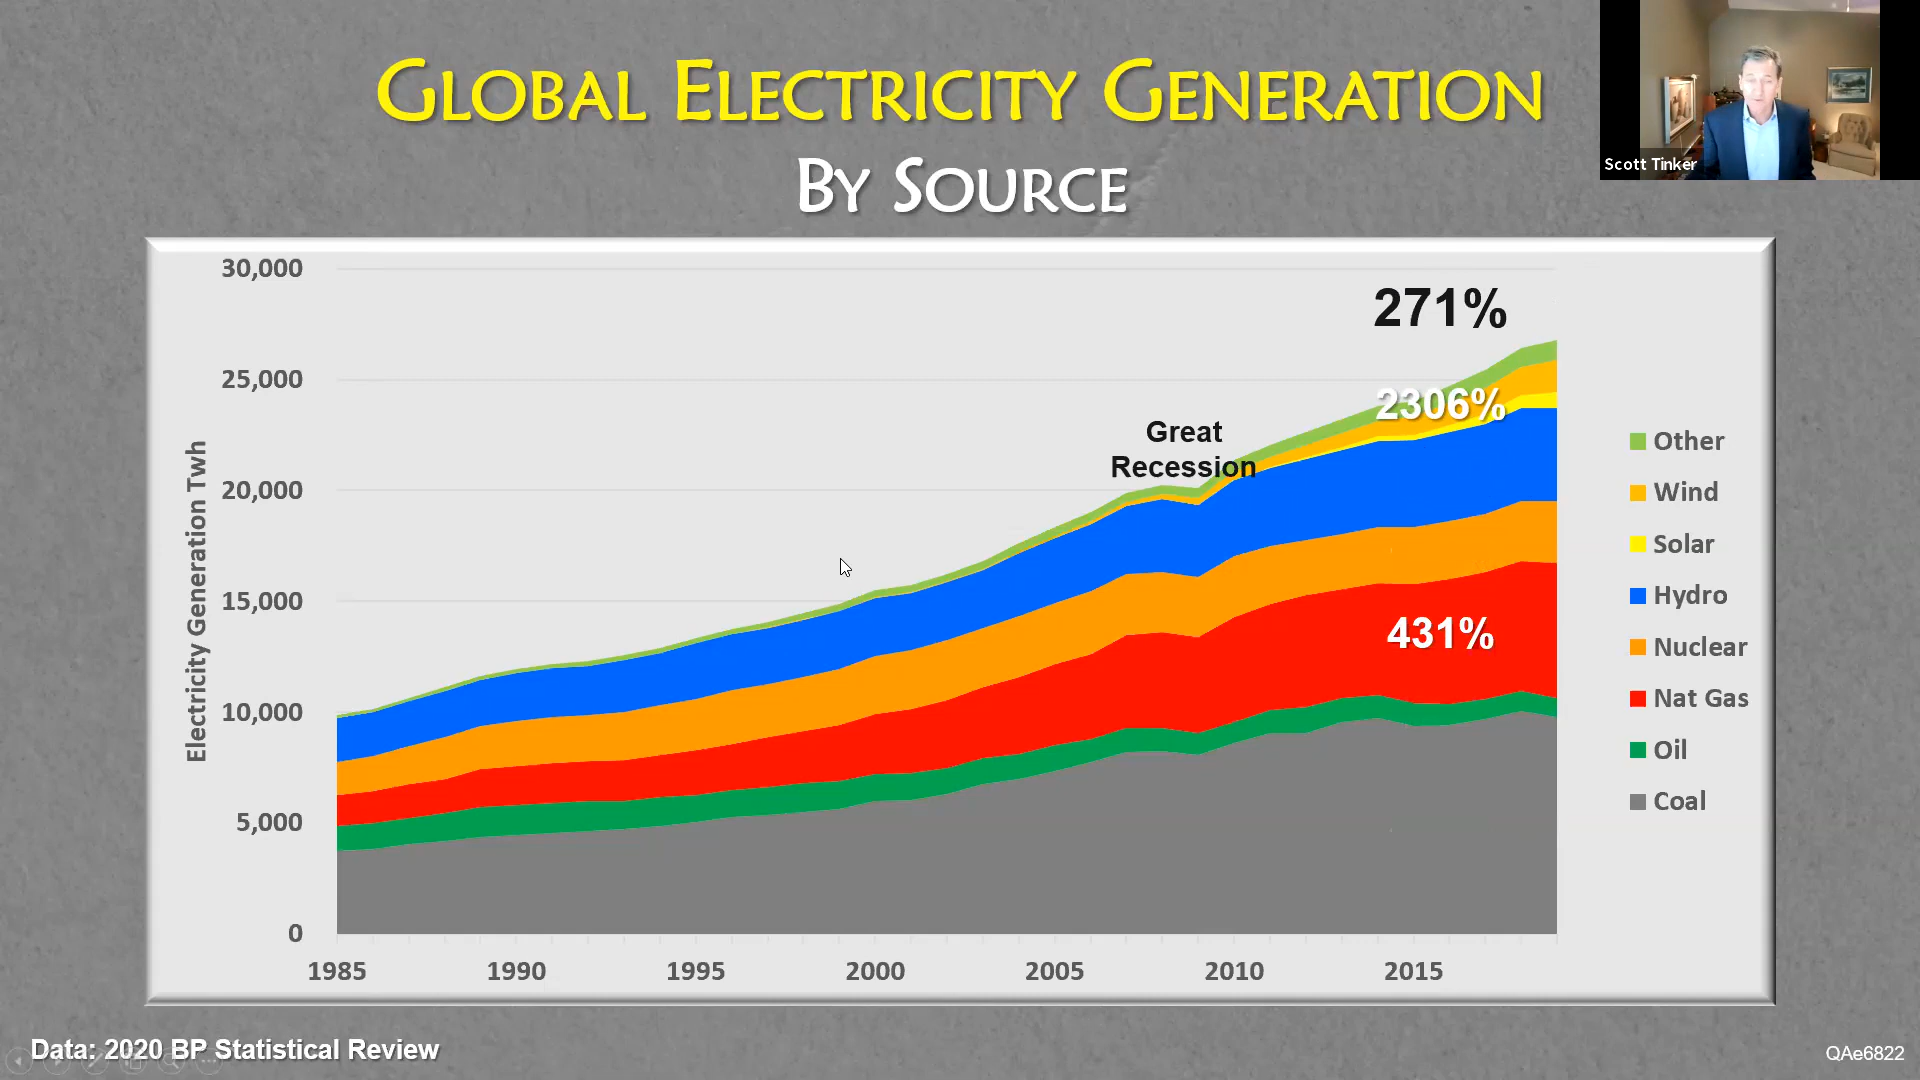 GLOBAL ELECTRICITY GENERATION
BY SOURCE
Scott Tinker
30,000
25,000
20,000
15,000
10,000
5,000
0
Electricity Generation Twh
271%
2306%
431%
Great
Recession
Other
Wind
Solar
Hydro
Nuclear
Nat Gas
Oil
Coal
1985 1990 1995 2000 2005 2010 2015
Data: 2020 BP Statistical Review
QAe6822